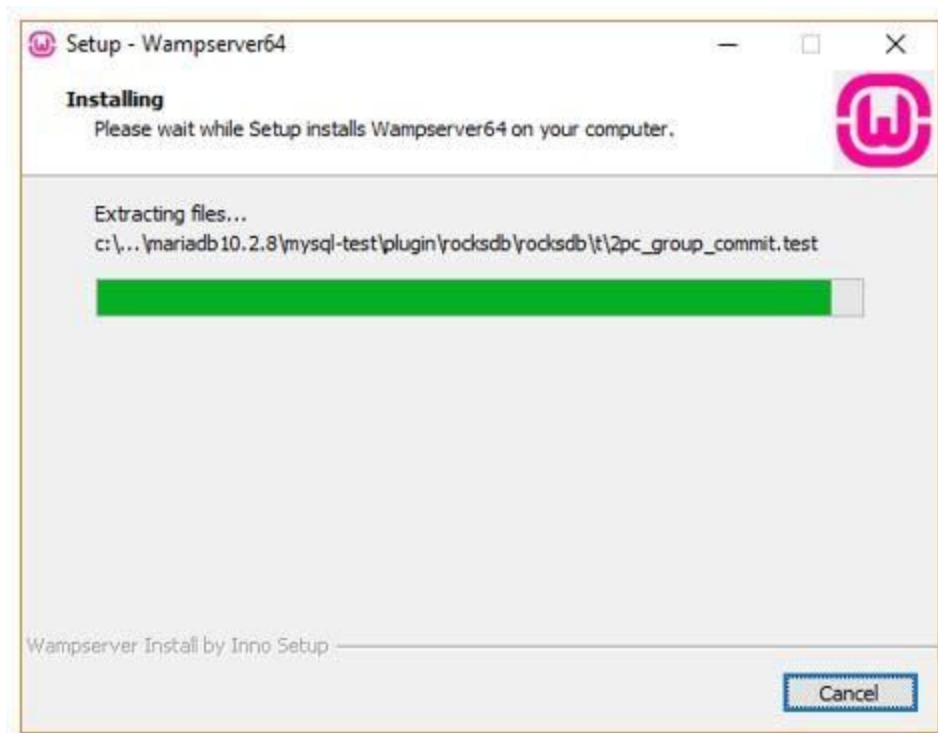 Setup - Wampserver64
Installing
Please wait while Setup installs Wampserver64 on your computer.
Extracting files...
c:\...\mariadb10.2.8\mysql-test\plugin\rocksdb\rocksdb\t\2pc_group_commit.test
Wampserver Install by Inno Setup
Cancel